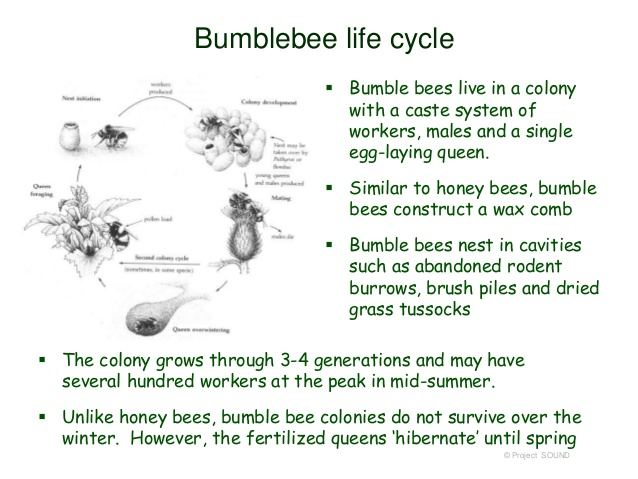 Bumblebee life cycle
workers
produced
Nest initiation
Colony development
Nest may be
taken over by
Psithyrus or
Bombus
young queens
and males produced
Queen
foraging
Mating
pollen load
males die
Second colony cycle
(sometimes, in some species)
Queen overwintering
▪ Bumble bees live in a colony
with a caste system of
workers, males and a single
egg-laying queen.
▪ Similar to honey bees, bumble
bees construct a wax comb
▪ Bumble bees nest in cavities
such as abandoned rodent
burrows, brush piles and dried
grass tussocks
▪ The colony grows through 3-4 generations and may have
several hundred workers at the peak in mid-summer.
▪ Unlike honey bees, bumble bee colonies do not survive over the
winter. However, the fertilized queens ‘hibernate’ until spring
© Project SOUND